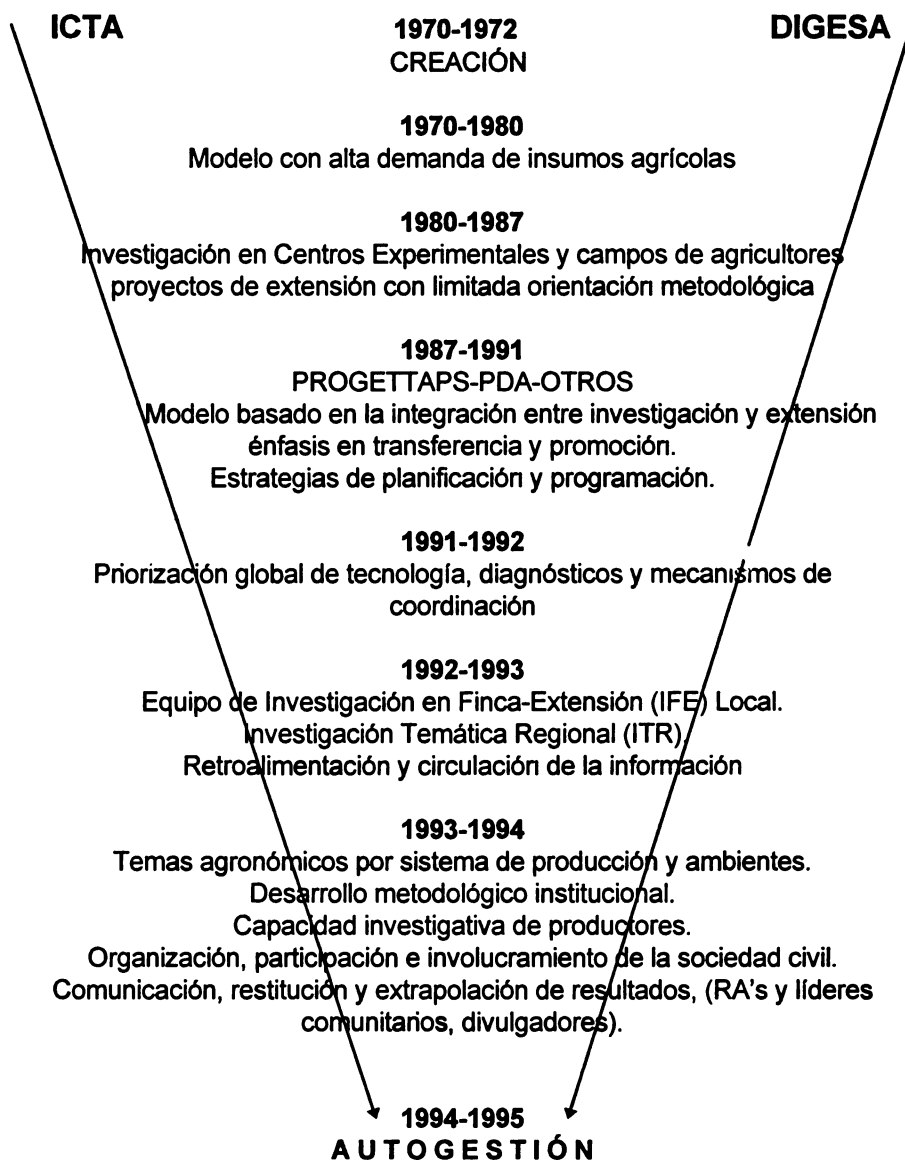 ICTA 1970-1972 DIGESA
CREACIÓN
1970-1980
Modelo con alta demanda de insumos agrícolas
1980-1987
Investigación en Centros Experimentales y campos de agricultores
proyectos de extensión con limitada orientación metodológica
1987-1991
PROGETTAPS-PDA-OTROS
Modelo basado en la integración entre investigación y extensión
énfasis en transferencia y promoción.
Estrategias de planificación y programación.
1991-1992
Priorización global de tecnología, diagnósticos y mecanismos de
coordinación
1992-1993
Equipo de Investigación en Finca-Extensión (IFE) Local.
Investigación Temática Regional (ITR),
Retroalimentación y circulación de la información
1993-1994
Temas agronómicos por sistema de producción y ambientes.
Desarrollo metodológico institucional.
Capacidad investigativa de productores.
Organización, participación e involucramiento de la sociedad civil.
Comunicación, restitución y extrapolación de resultados, (RA's y líderes
comunitarios, divulgadores).
1994-1995
AUTOGESTIÓN